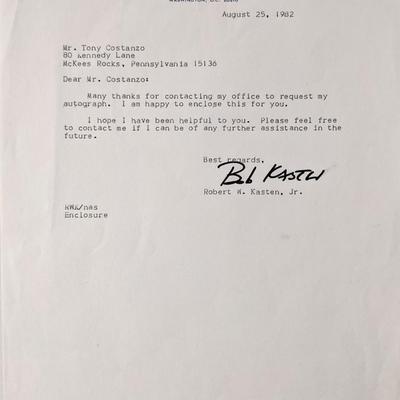 WASHINGTON, D.C. 20510
August 25, 1982
Mr. Tony Costanzo
80 Kennedy Lane
McKees Rocks, Pennsylvania 15136
Dear Mr. Costanzo:
Many thanks for contacting my office to request my
autograph. I am happy to enclose this for you.
I hope I have been helpful to you. Please feel free
to contact me if I can be of any further assistance in the
future.
Best regards,
Bob Kasten
Robert W. Kasten, Jr.
RWK/nas
Enclosure